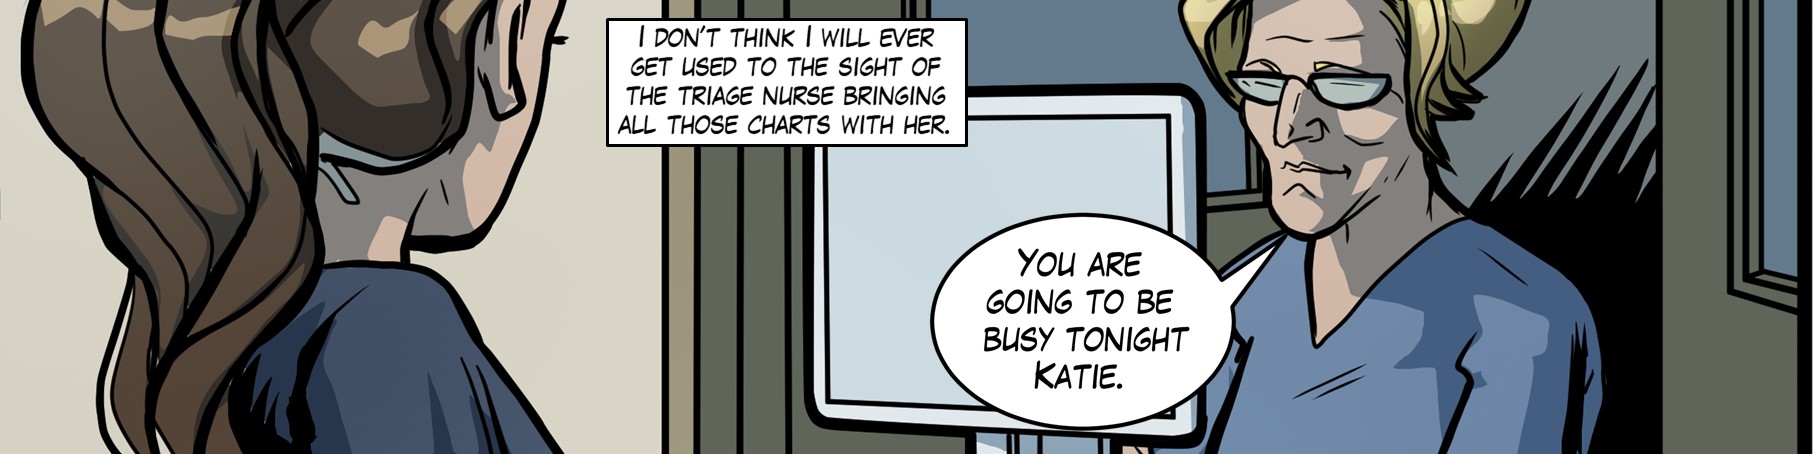 I DON'T THINK I WILL EVER
GET USED TO THE SIGHT OF
THE TRIAGE NURSE BRINGING
ALL THOSE CHARTS WITH HER.
YOU ARE
GOING TO BE
BUSY TONIGHT
KATIE.